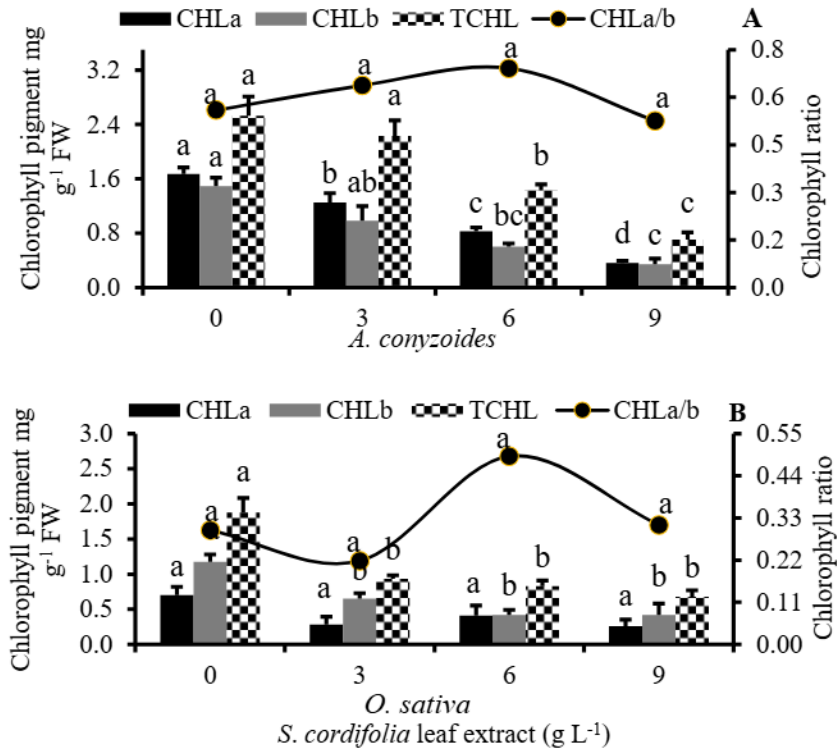 CHLa CHLb TCHL CHLa/b A
Chlorophyll pigment mg
g⁻¹ FW
3.2
2.4
1.6
0.8
0.0
a a a a
a a a
b ab a
c bc b
d c c
0.8
0.6
0.5
0.3
0.2
0.0
Chlorophyll ratio
0 3 6 9
A. conyzoides
CHLa CHLb TCHL CHLa/b B
Chlorophyll pigment mg
g⁻¹ FW
3.0
2.5
2.0
1.5
1.0
0.5
0.0
a a a a
a a
a b b
a b b
a b b
0.55
0.44
0.33
0.22
0.11
0.00
Chlorophyll ratio
0 3 6 9
O. sativa
S. cordifolia leaf extract (g L⁻¹)